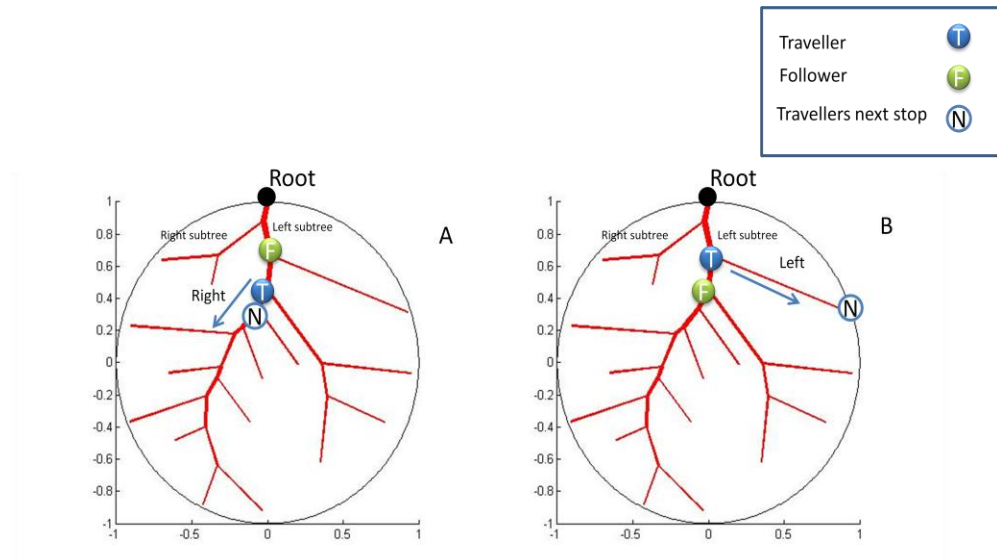 Traveller T
Follower F
Travellers next stop N
Root
Right subtree
Left subtree
A
F
Right
T
N
1
0.8
0.6
0.4
0.2
0
-0.2
-0.4
-0.6
-0.8
-1
-1 -0.5 0 0.5 1
Root
Right subtree
Left subtree
B
T
Left
F
N
1
0.8
0.6
0.4
0.2
0
-0.2
-0.4
-0.6
-0.8
-1
-1 -0.5 0 0.5 1